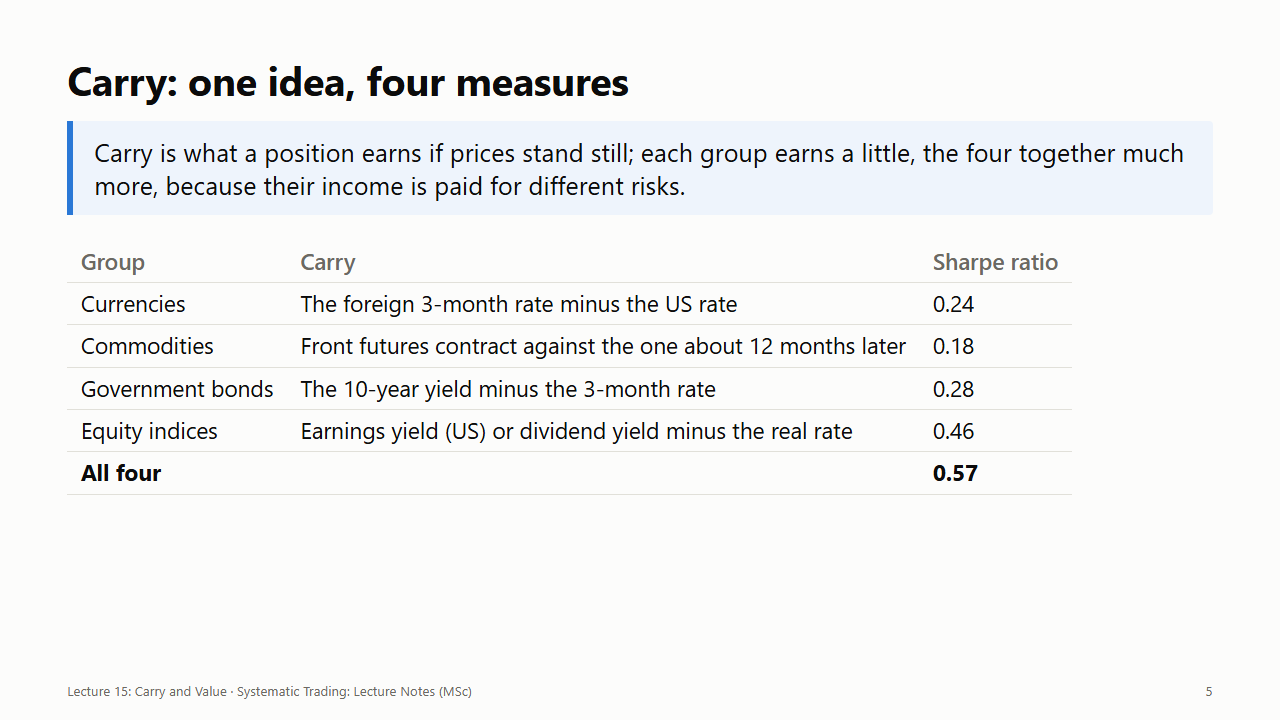 Carry: one idea, four measures
Carry is what a position earns if prices stand still; each group earns a little, the four together much
more, because their income is paid for different risks.
Group Carry Sharpe ratio
Currencies The foreign 3-month rate minus the US rate 0.24
Commodities Front futures contract against the one about 12 months later 0.18
Government bonds The 10-year yield minus the 3-month rate 0.28
Equity indices Earnings yield (US) or dividend yield minus the real rate 0.46
All four 0.57
Lecture 15: Carry and Value · Systematic Trading: Lecture Notes (MSc) 5